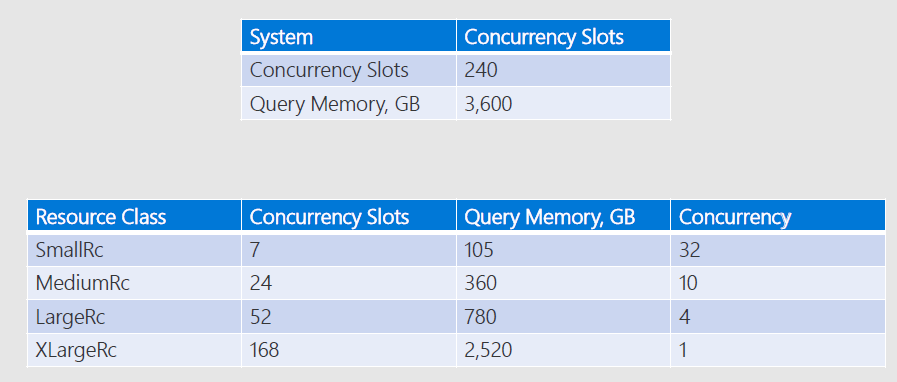 System Concurrency Slots
Concurrency Slots 240
Query Memory, GB 3,600
Resource Class Concurrency Slots Query Memory, GB Concurrency
SmallRc 7 105 32
MediumRc 24 360 10
LargeRc 52 780 4
XLargeRc 168 2,520 1